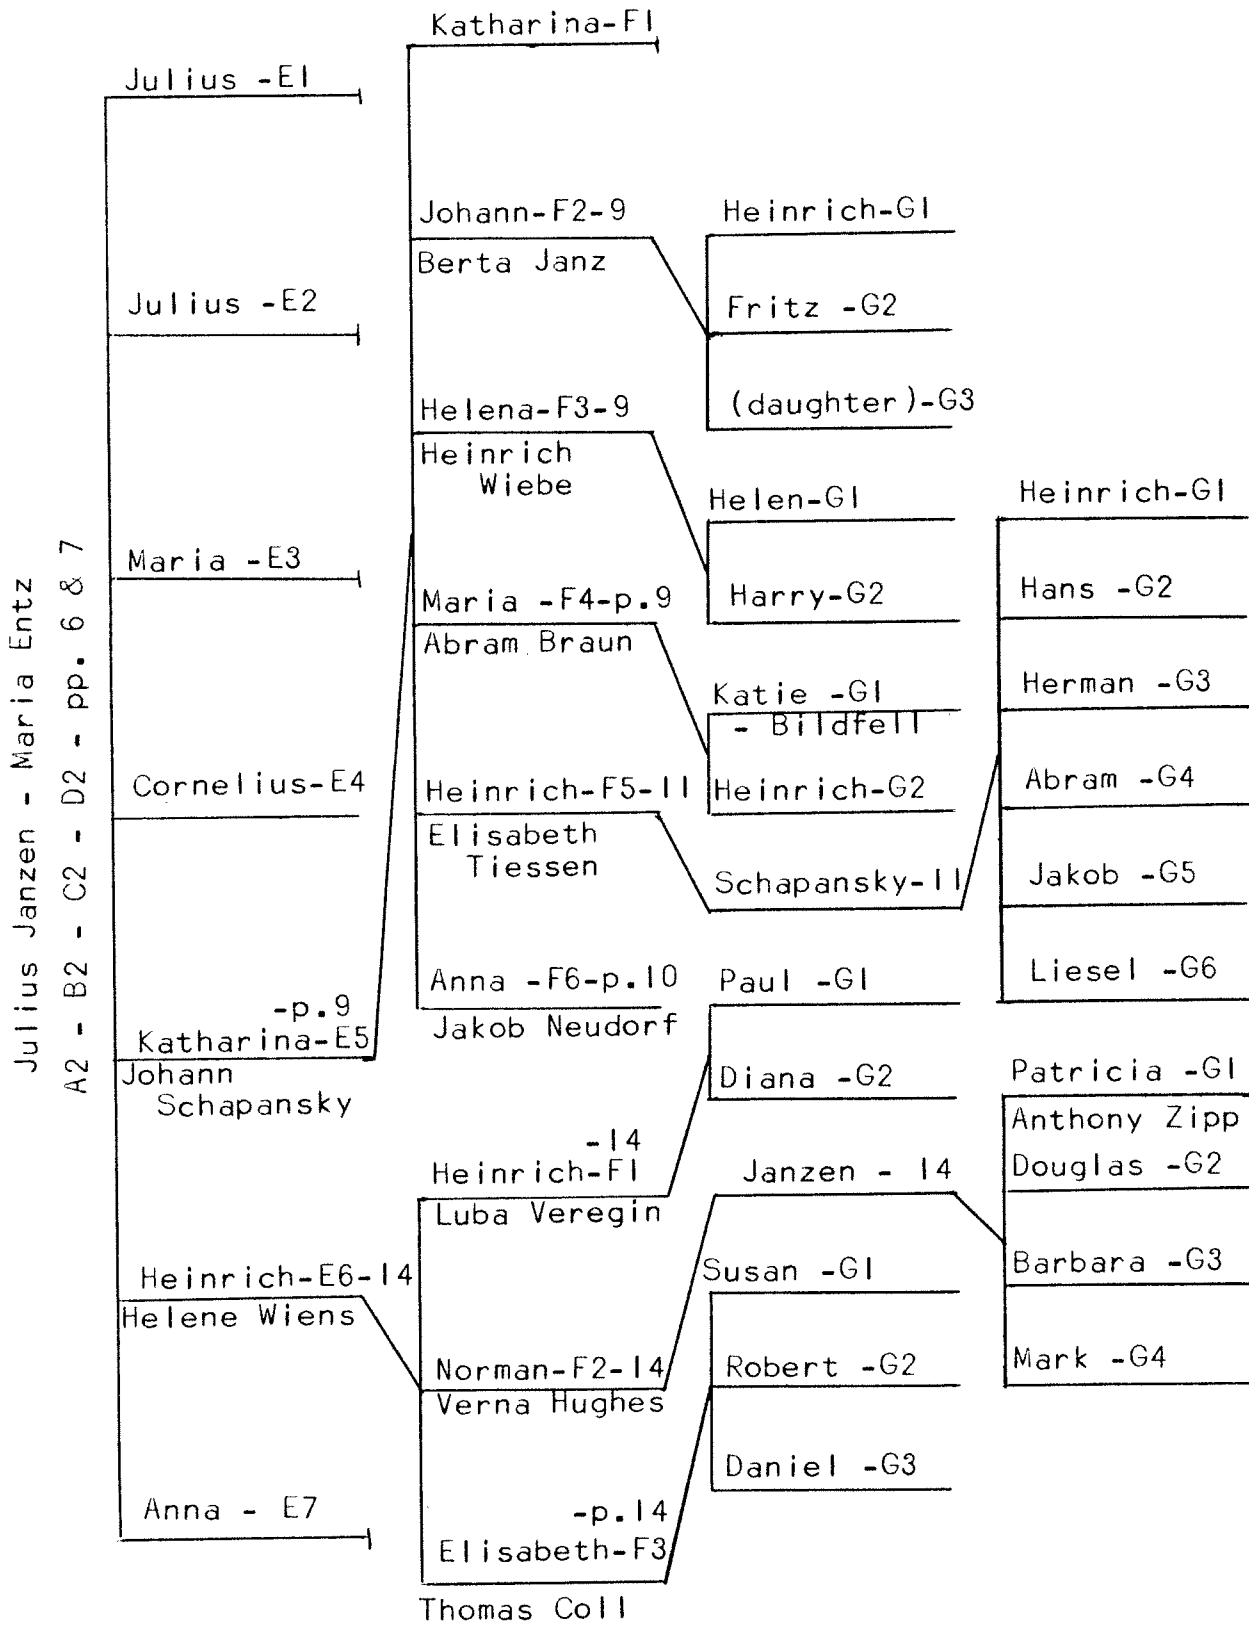 Julius Janzen - Maria Entz
A2 - B2 - C2 - D2 - pp. 6 & 7
Julius -E1
Julius -E2
Maria -E3
Cornelius-E4
-p.9
Katharina-E5
Johann
Schapansky
Heinrich-E6-14
Helene Wiens
Anna - E7
Katharina-F1
Johann-F2-9
Berta Janz
Helena-F3-9
Heinrich
Wiebe
Maria -F4-p.9
Abram Braun
Heinrich-F5-11
Elisabeth
Tiessen
Anna -F6-p.10
Jakob Neudorf
-14
Heinrich-F1
Luba Veregin
Norman-F2-14
Verna Hughes
-p.14
Elisabeth-F3
Thomas Coll
Heinrich-G1
Fritz -G2
(daughter)-G3
Helen-G1
Harry-G2
Katie -G1
- Bildfell
Heinrich-G2
Schapansky-11
Paul -G1
Diana -G2
Janzen - 14
Susan -G1
Robert -G2
Daniel -G3
Heinrich-G1
Hans -G2
Herman -G3
Abram -G4
Jakob -G5
Liesel -G6
Patricia -G1
Anthony Zipp
Douglas -G2
Barbara -G3
Mark -G4